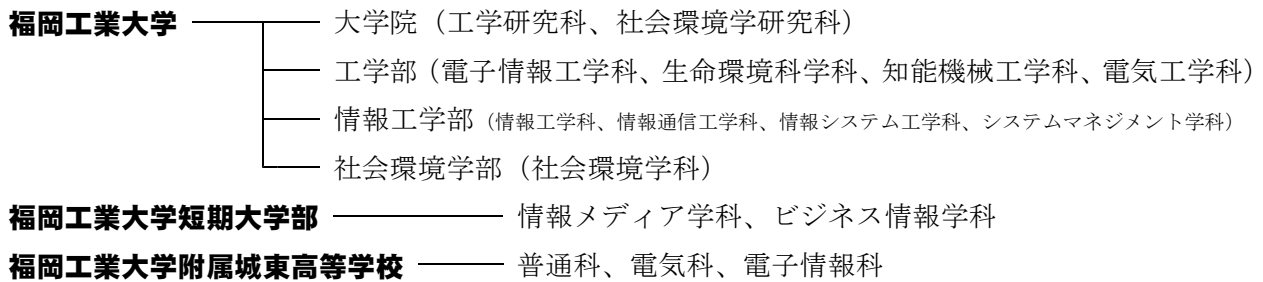 福岡工業大学 大学院（工学研究科、社会環境学研究科）
工学部（電子情報工学科、生命環境科学科、知能機械工学科、電気工学科）
情報工学部（情報工学科、情報通信工学科、情報システム工学科、システムマネジメント学科）
社会環境学部（社会環境学科）
福岡工業大学短期大学部 情報メディア学科、ビジネス情報学科
福岡工業大学附属城東高等学校 普通科、電気科、電子情報科